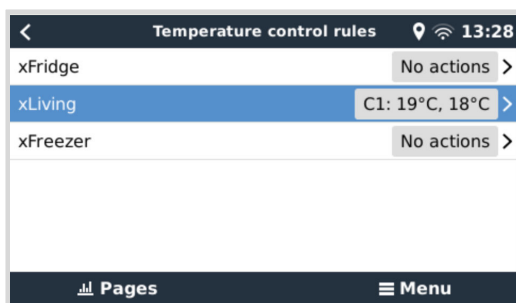 Temperature control rules 13:28
xFridge No actions
xLiving C1: 19°C, 18°C
xFreezer No actions
Pages Menu